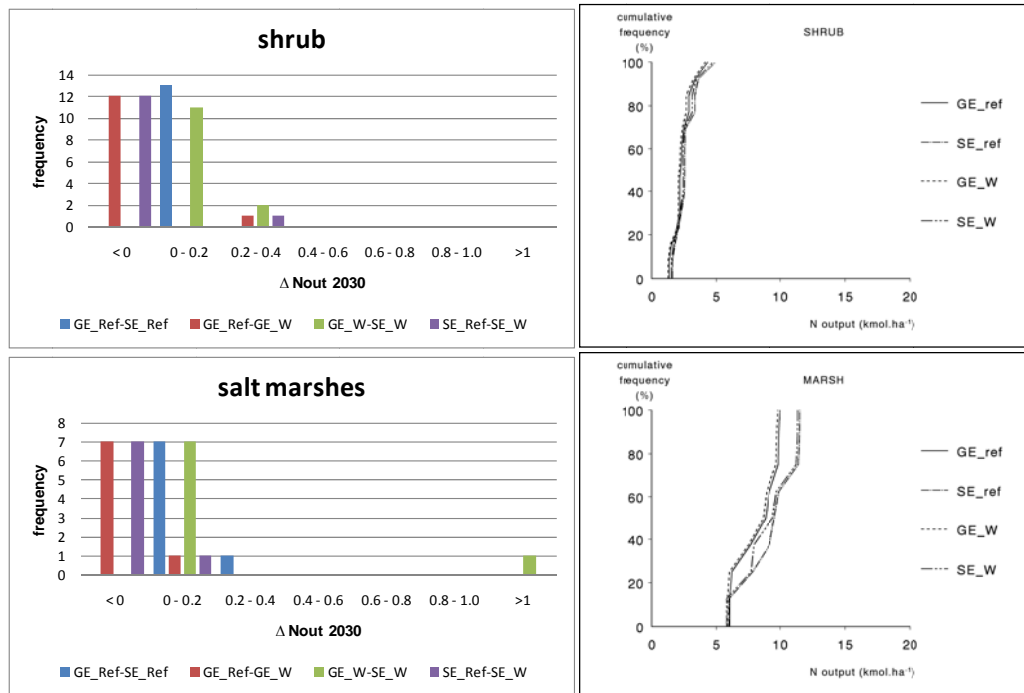 shrub
frequency
14
12
10
8
6
4
2
0
< 0
0 - 0.2
0.2 - 0.4
0.4 - 0.6
0.6 - 0.8
0.8 - 1.0
>1
Δ Nout 2030
GE_Ref-SE_Ref
GE_Ref-GE_W
GE_W-SE_W
SE_Ref-SE_W
cumulative
frequency
(%)
SHRUB
100
80
60
40
20
0
0
5
10
15
20
N output (kmol.ha⁻¹)
GE_ref
SE_ref
GE_W
SE_W
salt marshes
frequency
8
7
6
5
4
3
2
1
0
< 0
0 - 0.2
0.2 - 0.4
0.4 - 0.6
0.6 - 0.8
0.8 - 1.0
>1
Δ Nout 2030
GE_Ref-SE_Ref
GE_Ref-GE_W
GE_W-SE_W
SE_Ref-SE_W
cumulative
frequency
(%)
MARSH
100
80
60
40
20
0
0
5
10
15
20
N output (kmol.ha⁻¹)
GE_ref
SE_ref
GE_W
SE_W